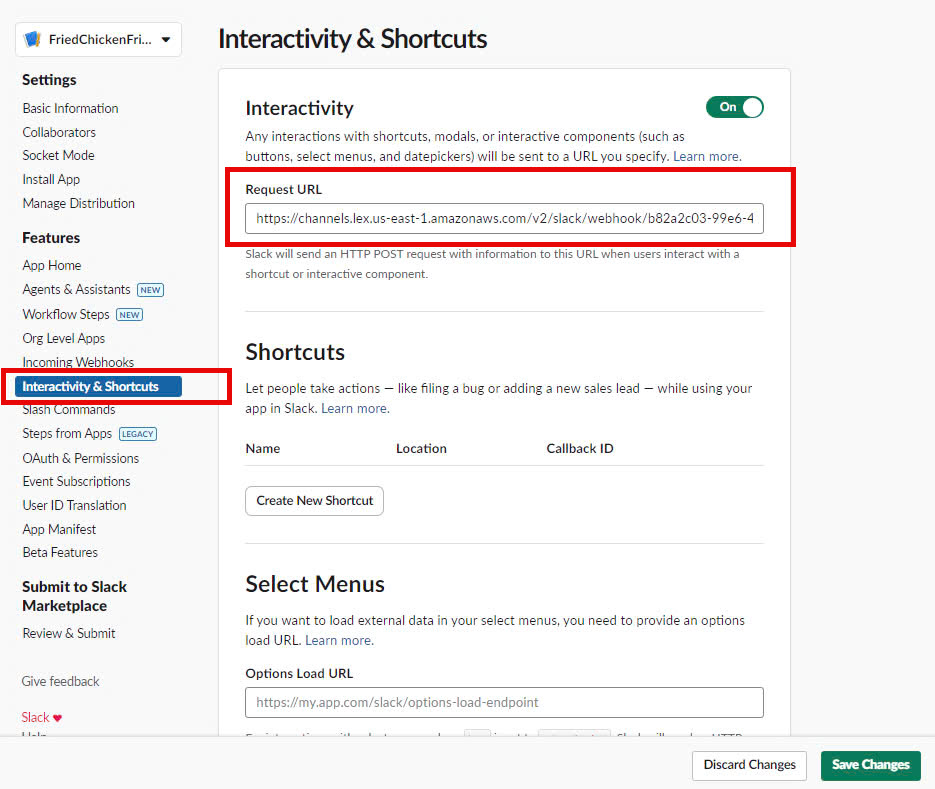 FriedChickenFri...
Settings
Basic Information
Collaborators
Socket Mode
Install App
Manage Distribution
Features
App Home
Agents & Assistants NEW
Workflow Steps NEW
Org Level Apps
Incoming Webhooks
Interactivity & Shortcuts
Slash Commands
Steps from Apps LEGACY
OAuth & Permissions
Event Subscriptions
User ID Translation
App Manifest
Beta Features
Submit to Slack
Marketplace
Review & Submit
Give feedback
Slack ♥
Interactivity & Shortcuts
Interactivity On
Any interactions with shortcuts, modals, or interactive components (such as
buttons, select menus, and datepickers) will be sent to a URL you specify. Learn more.
Request URL
https://channels.lex.us-east-1.amazonaws.com/v2/slack/webhook/b82a2c03-99e6-4
Slack will send an HTTP POST request with information to this URL when users interact with a
shortcut or interactive component.
Shortcuts
Let people take actions — like filing a bug or adding a new sales lead — while using your
app in Slack. Learn more.
Name Location Callback ID
Create New Shortcut
Select Menus
If you want to load external data in your select menus, you need to provide an options
load URL. Learn more.
Options Load URL
https://my.app.com/slack/options-load-endpoint
Discard Changes Save Changes